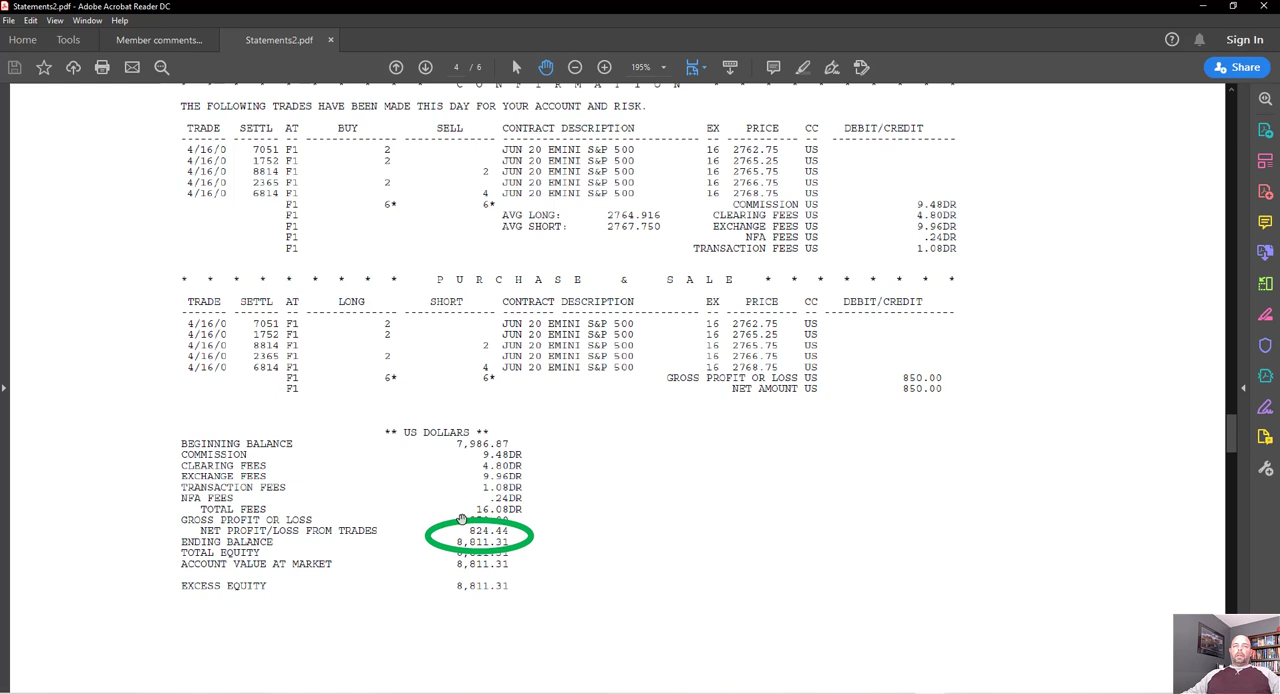 Statements2.pdf - Adobe Acrobat Reader DC
File Edit View Window Help
Home Tools Member comments... Statements2.pdf × Sign In
4 / 6 195% Share
* * * * * * * * * C O N F I R M A T I O N * * * * * * * * * *
THE FOLLOWING TRADES HAVE BEEN MADE THIS DAY FOR YOUR ACCOUNT AND RISK.
TRADE SETTL AT BUY SELL CONTRACT DESCRIPTION EX PRICE CC DEBIT/CREDIT
4/16/0 7051 F1 2 JUN 20 EMINI S&P 500 16 2762.75 US
4/16/0 1752 F1 2 JUN 20 EMINI S&P 500 16 2765.25 US
4/16/0 8814 F1 2 JUN 20 EMINI S&P 500 16 2765.75 US
4/16/0 2365 F1 2 JUN 20 EMINI S&P 500 16 2766.75 US
4/16/0 6814 F1 4 JUN 20 EMINI S&P 500 16 2768.75 US
F1 6* 6* COMMISSION US 9.48DR
F1 AVG LONG: 2764.916 CLEARING FEES US 4.80DR
F1 AVG SHORT: 2767.750 EXCHANGE FEES US 9.96DR
F1 NFA FEES US .24DR
F1 TRANSACTION FEES US 1.08DR
* * * * * * * * * P U R C H A S E & S A L E * * * * * * * *
TRADE SETTL AT LONG SHORT CONTRACT DESCRIPTION EX PRICE CC DEBIT/CREDIT
4/16/0 7051 F1 2 JUN 20 EMINI S&P 500 16 2762.75 US
4/16/0 1752 F1 2 JUN 20 EMINI S&P 500 16 2765.25 US
4/16/0 8814 F1 2 JUN 20 EMINI S&P 500 16 2765.75 US
4/16/0 2365 F1 2 JUN 20 EMINI S&P 500 16 2766.75 US
4/16/0 6814 F1 4 JUN 20 EMINI S&P 500 16 2768.75 US
F1 6* 6* GROSS PROFIT OR LOSS US 850.00
F1 NET AMOUNT US 850.00
** US DOLLARS **
BEGINNING BALANCE 7,986.87
COMMISSION 9.48DR
CLEARING FEES 4.80DR
EXCHANGE FEES 9.96DR
TRANSACTION FEES 1.08DR
NFA FEES .24DR
TOTAL FEES 16.08DR
GROSS PROFIT OR LOSS
NET PROFIT/LOSS FROM TRADES 824.44
ENDING BALANCE 8,811.31
TOTAL EQUITY 8,811.31
ACCOUNT VALUE AT MARKET 8,811.31
EXCESS EQUITY 8,811.31